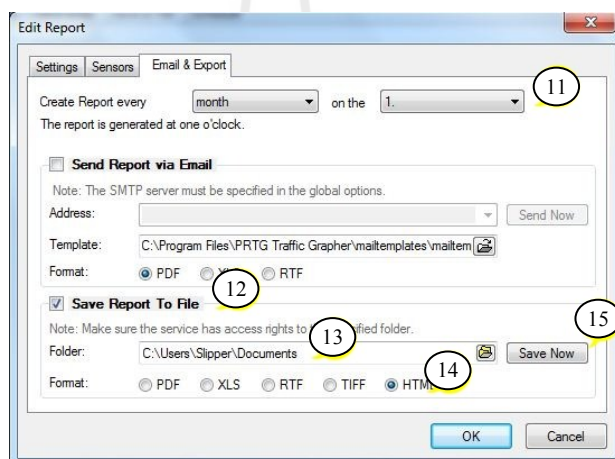 Edit Report
Settings Sensors Email & Export
11
Create Report every month on the 1.
The report is generated at one o'clock.
Send Report via Email
Note: The SMTP server must be specified in the global options.
Address: Send Now
Template: C:\Program Files\PRTG Traffic Grapher\mailtemplates\mailtem
Format: PDF RTF
12
Save Report To File
15
Note: Make sure the service has access rights to folder.
13
Folder: C:\Users\Slipper\Documents Save Now
14
Format: PDF XLS RTF TIFF
OK Cancel